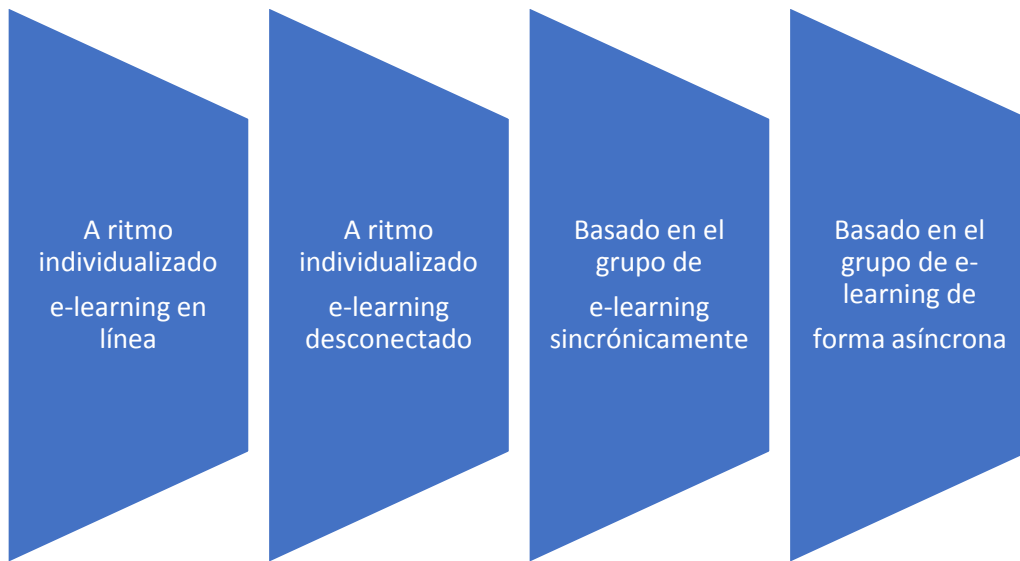 A ritmo
individualizado
e-learning en
línea
A ritmo
individualizado
e-learning
desconectado
Basado en el
grupo de
e-learning
sincrónicamente
Basado en el
grupo de e-
learning de
forma asíncrona